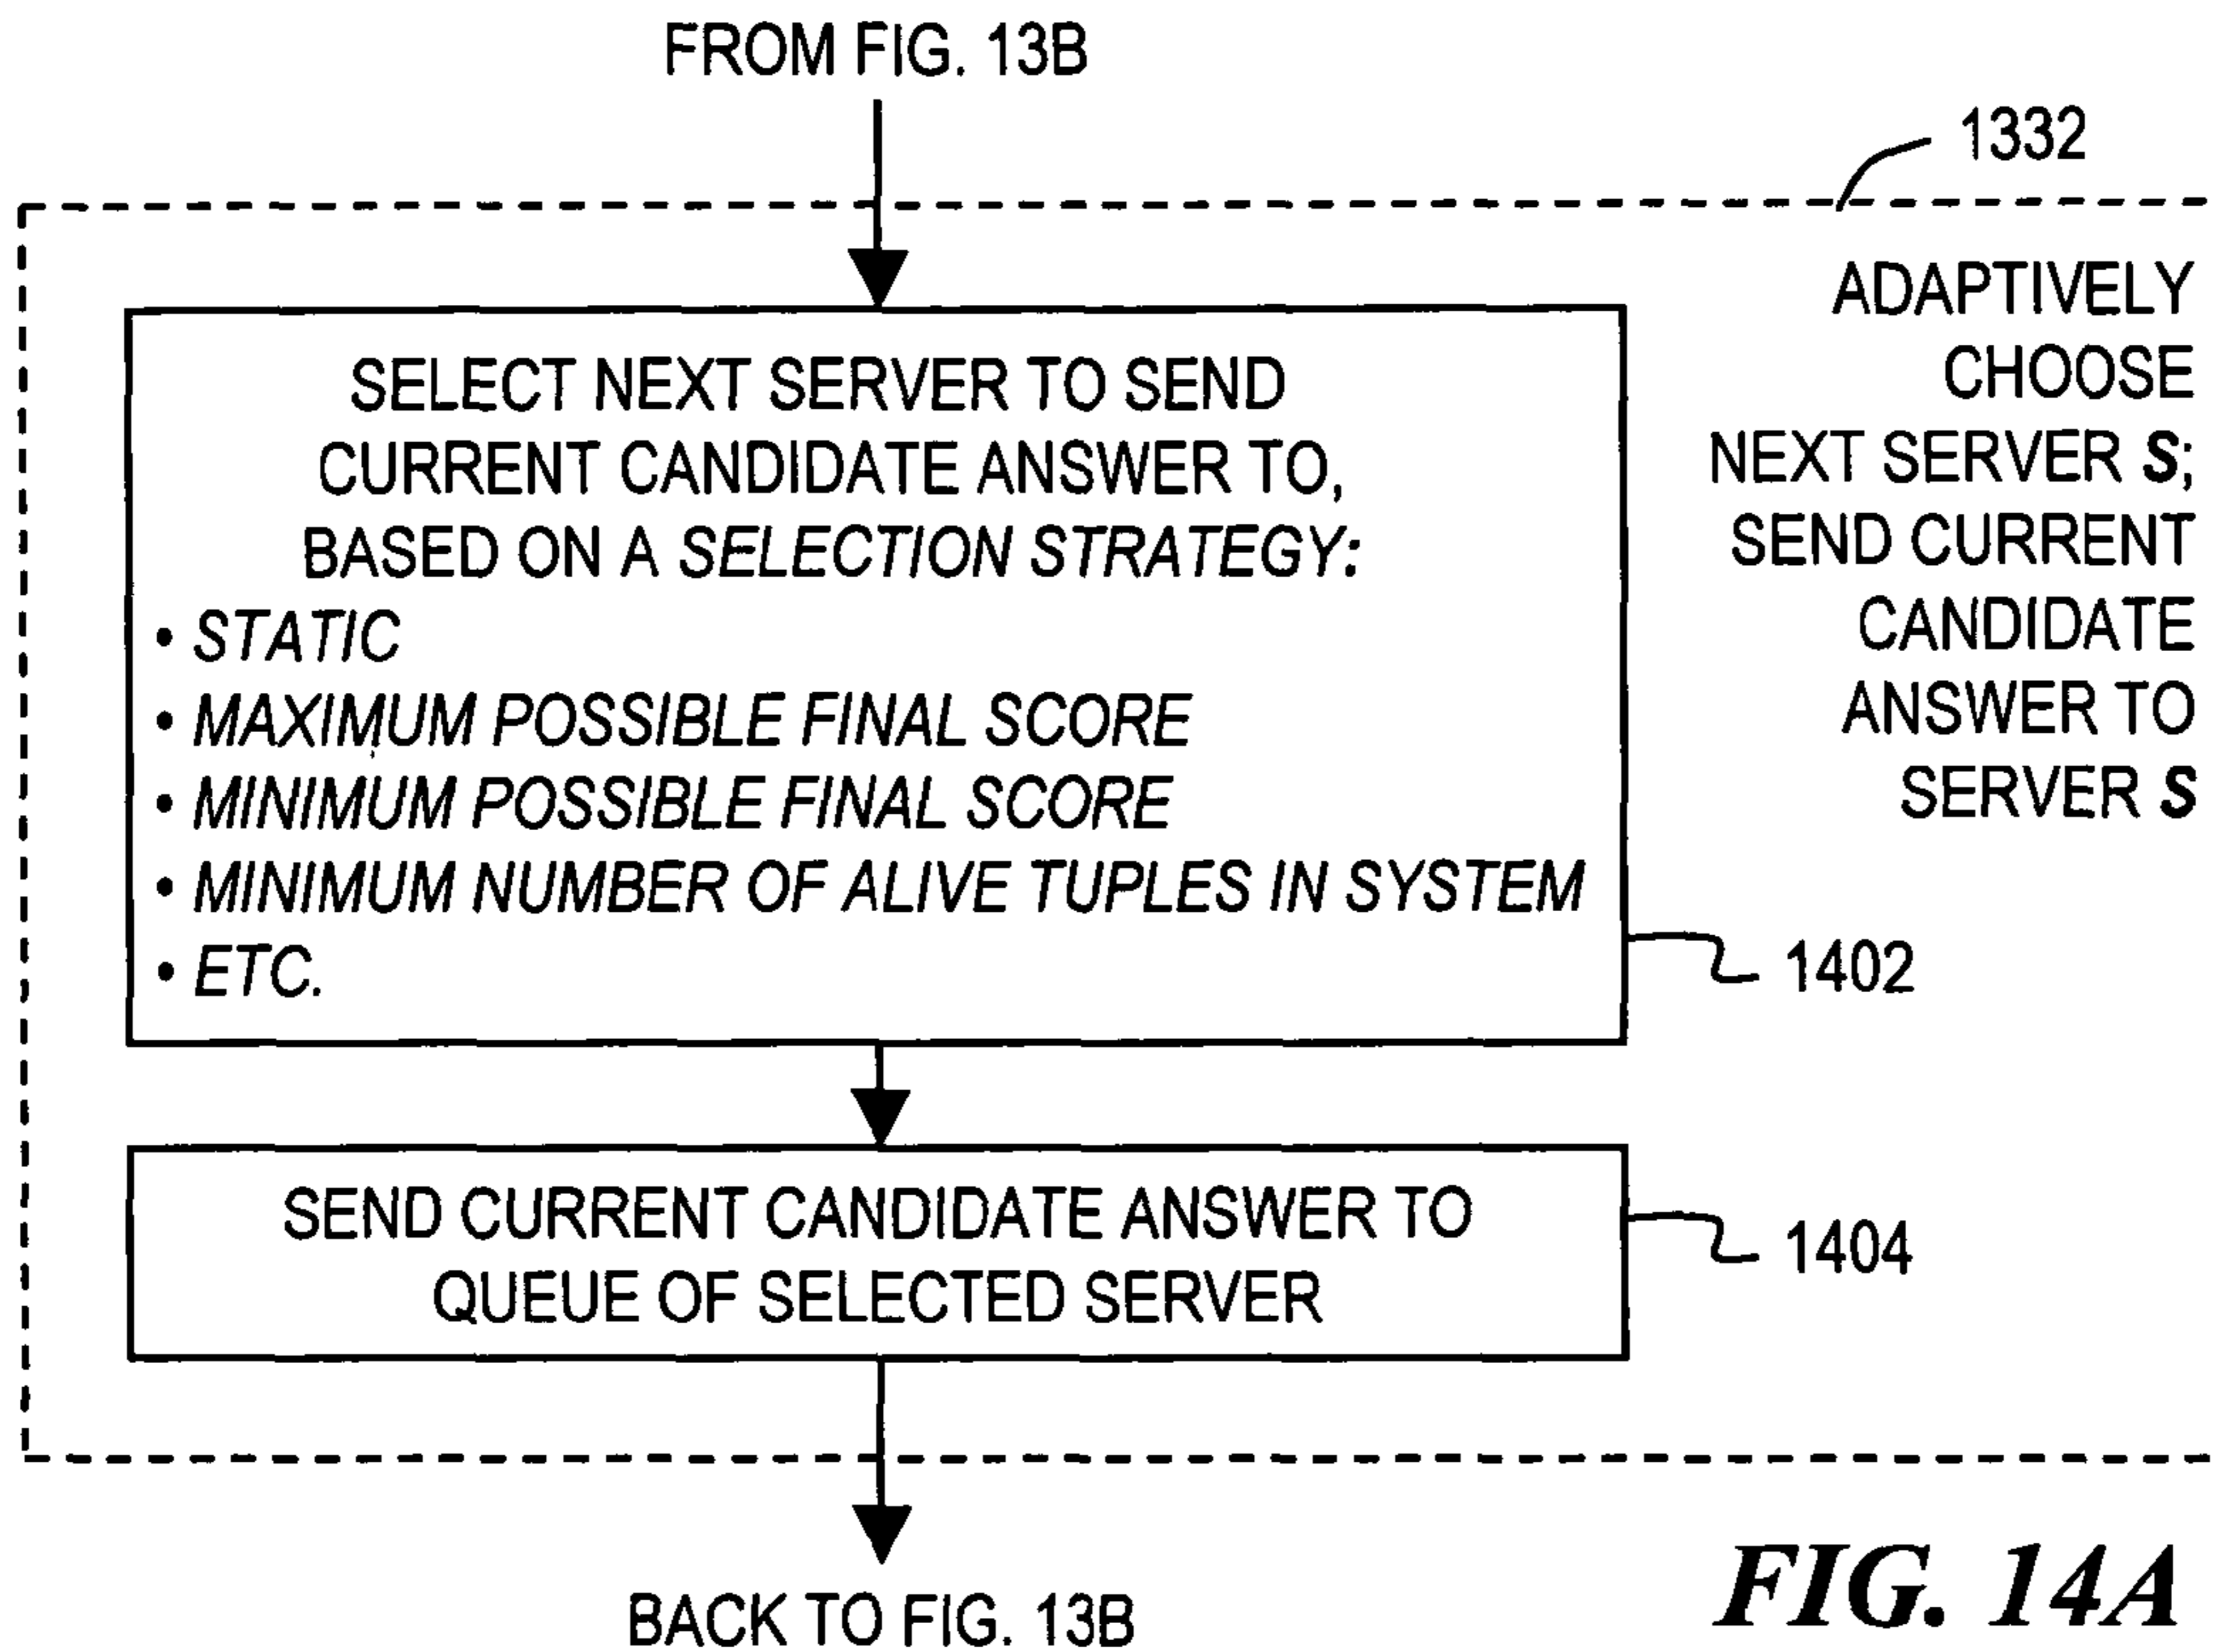 FROM FIG. 13B
1332
ADAPTIVELY
CHOOSE
NEXT SERVER S;
SEND CURRENT
CANDIDATE
ANSWER TO
SERVER S
SELECT NEXT SERVER TO SEND
CURRENT CANDIDATE ANSWER TO,
BASED ON A SELECTION STRATEGY:
• STATIC
• MAXIMUM POSSIBLE FINAL SCORE
• MINIMUM POSSIBLE FINAL SCORE
• MINIMUM NUMBER OF ALIVE TUPLES IN SYSTEM
• ETC.
1402
SEND CURRENT CANDIDATE ANSWER TO
QUEUE OF SELECTED SERVER
1404
BACK TO FIG. 13B
FIG. 14A